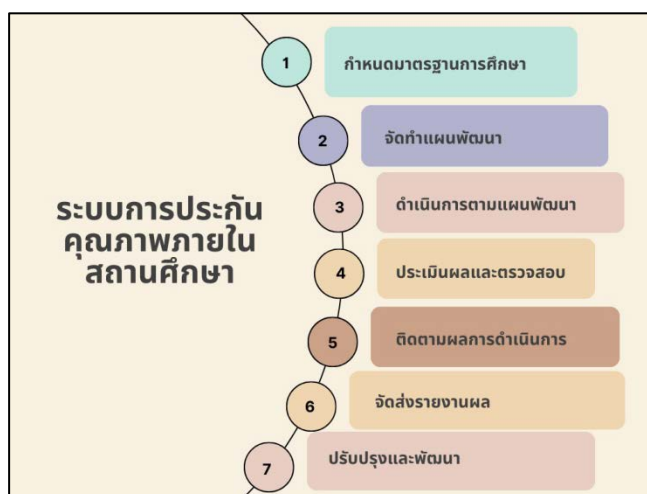 ระบบการประกัน
คุณภาพภายใน
สถานศึกษา
1
กำหนดมาตรฐานการศึกษา
2
จัดทำแผนพัฒนา
3
ดำเนินการตามแผนพัฒนา
4
ประเมินผลและตรวจสอบ
5
ติดตามผลการดำเนินการ
6
จัดส่งรายงานผล
7
ปรับปรุงและพัฒนา